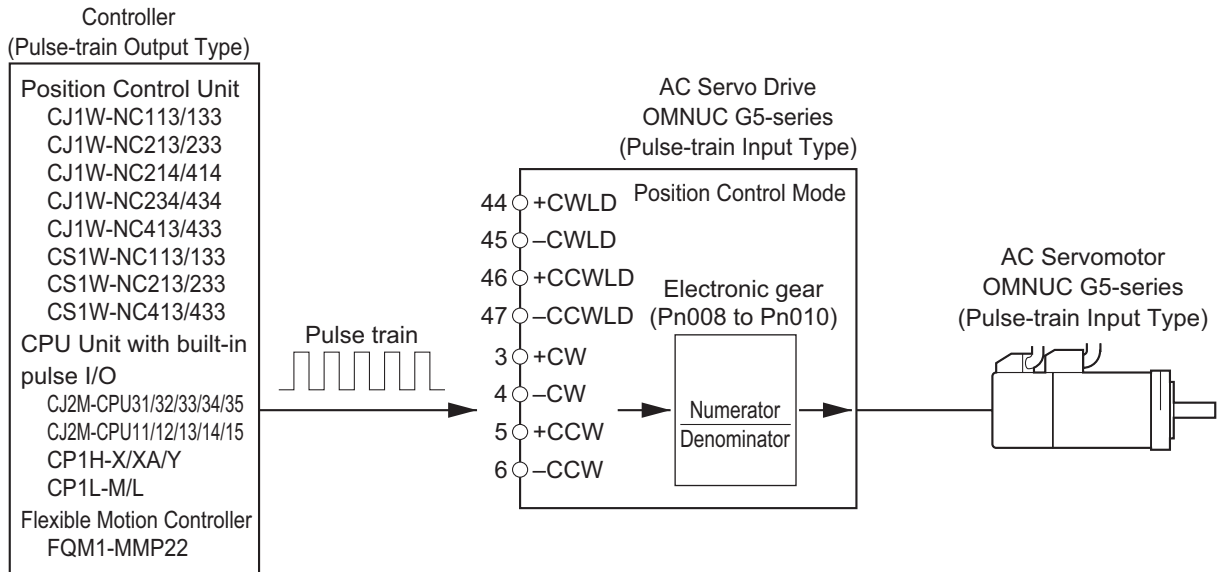 Controller
(Pulse-train Output Type)
Position Control Unit
CJ1W-NC113/133
CJ1W-NC213/233
CJ1W-NC214/414
CJ1W-NC234/434
CJ1W-NC413/433
CS1W-NC113/133
CS1W-NC213/233
CS1W-NC413/433
CPU Unit with built-in
pulse I/O
CJ2M-CPU31/32/33/34/35
CJ2M-CPU11/12/13/14/15
CP1H-X/XA/Y
CP1L-M/L
Flexible Motion Controller
FQM1-MMP22
Pulse train
AC Servo Drive
OMNUC G5-series
(Pulse-train Input Type)
Position Control Mode
44 +CWLD
45 –CWLD
46 +CCWLD
47 –CCWLD
3 +CW
4 –CW
5 +CCW
6 –CCW
Electronic gear
(Pn008 to Pn010)
Numerator
Denominator
AC Servomotor
OMNUC G5-series
(Pulse-train Input Type)